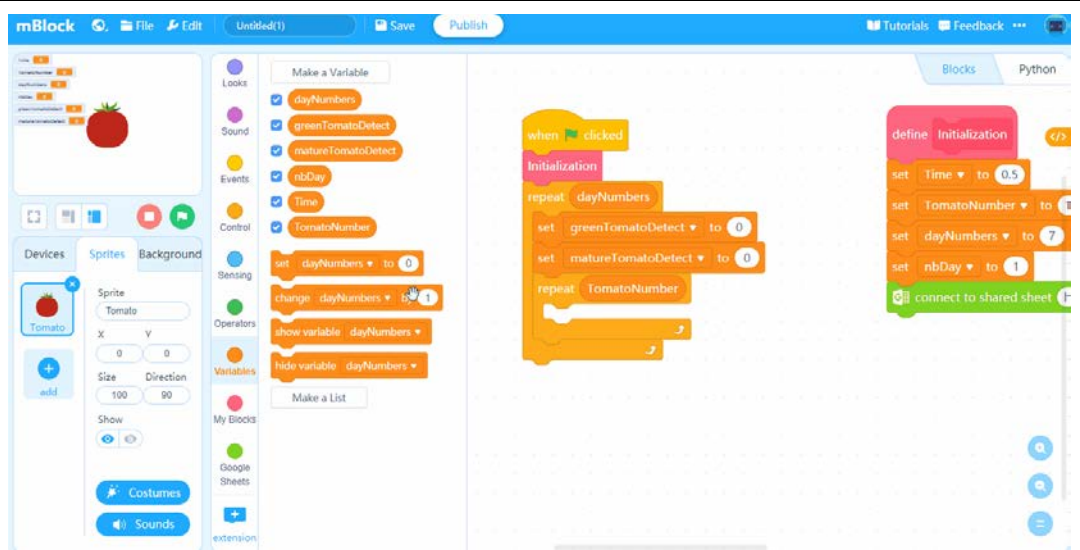 mBlock File Edit Untitled(1) Save Publish Tutorials Feedback
Blocks Python
Looks
Sound
Events
Control
Sensing
Operators
Variables
My Blocks
Google
Sheets
extension
Make a Variable
dayNumbers
greenTomatoDetect
matureTomatoDetect
nbDay
Time
TomatoNumber
set dayNumbers to 0
change dayNumbers by 1
show variable dayNumbers
hide variable dayNumbers
Make a List
when clicked
Initialization
repeat dayNumbers
set greenTomatoDetect to 0
set matureTomatoDetect to 0
repeat TomatoNumber
define Initialization
set Time to 0.5
set TomatoNumber to
set dayNumbers to 7
set nbDay to 1
connect to shared sheet
Devices Sprites Background
Tomato
add
Sprite
Tomato
X Y
0 0
Size Direction
100 90
Show
Costumes
Sounds